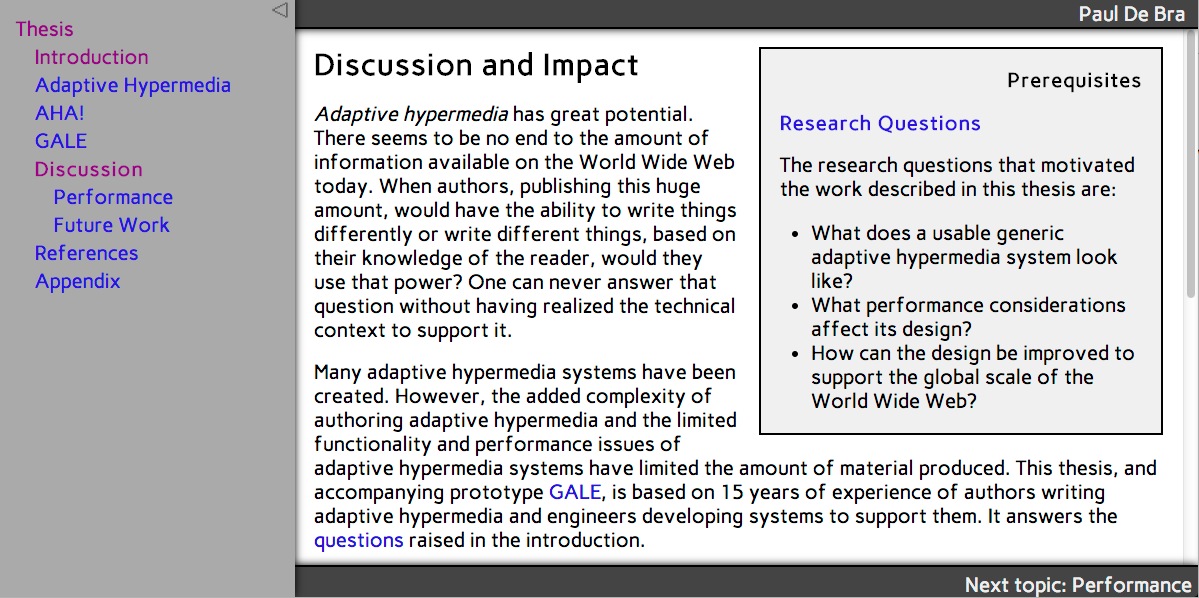 Thesis
Introduction
Adaptive Hypermedia
AHA!
GALE
Discussion
Performance
Future Work
References
Appendix
Paul De Bra
Discussion and Impact
Adaptive hypermedia has great potential.
There seems to be no end to the amount of
information available on the World Wide Web
today. When authors, publishing this huge
amount, would have the ability to write things
differently or write different things, based on
their knowledge of the reader, would they
use that power? One can never answer that
question without having realized the technical
context to support it.
Many adaptive hypermedia systems have been
created. However, the added complexity of
authoring adaptive hypermedia and the limited
functionality and performance issues of
adaptive hypermedia systems have limited the amount of material produced. This thesis, and
accompanying prototype GALE, is based on 15 years of experience of authors writing
adaptive hypermedia and engineers developing systems to support them. It answers the
questions raised in the introduction.
Prerequisites
Research Questions
The research questions that motivated
the work described in this thesis are:
• What does a usable generic
adaptive hypermedia system look
like?
• What performance considerations
affect its design?
• How can the design be improved to
support the global scale of the
World Wide Web?
Next topic: Performance